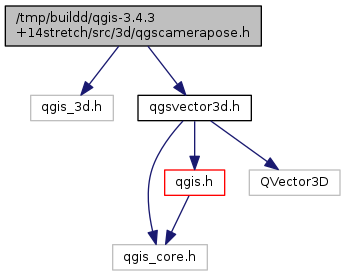 /tmp/buildd/qgis-3.4.3
+14stretch/src/3d/qgscamerapose.h
qgis_3d.h
qgsvector3d.h
qgis.h
QVector3D
qgis_core.h